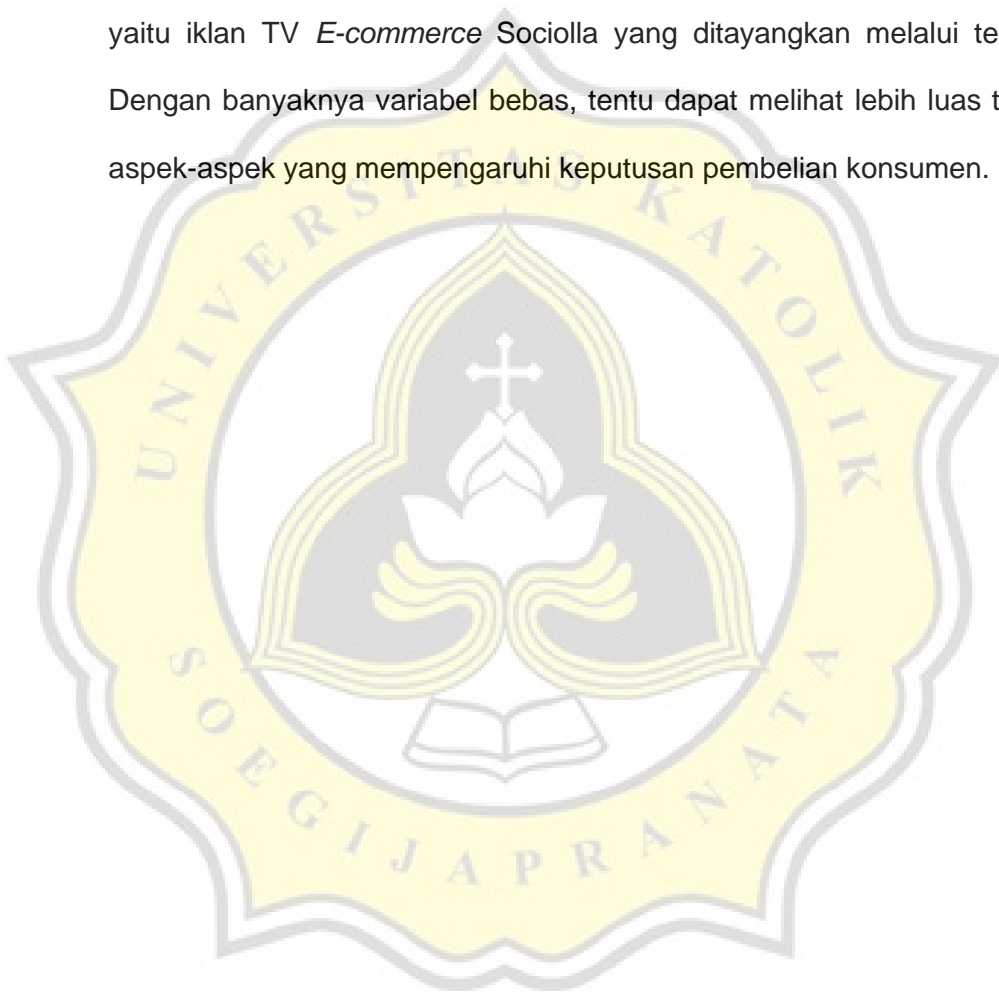 yaitu iklan TV E-commerce Sociolla yang ditayangkan melalui
Dengan banyaknya variabel bebas, tentu dapat melihat lebih luas
aspek-aspek yang mempengaruhi keputusan pembelian konsumen.
UNIVERSITAS KATOLIK
SOEGIJAPRANATA